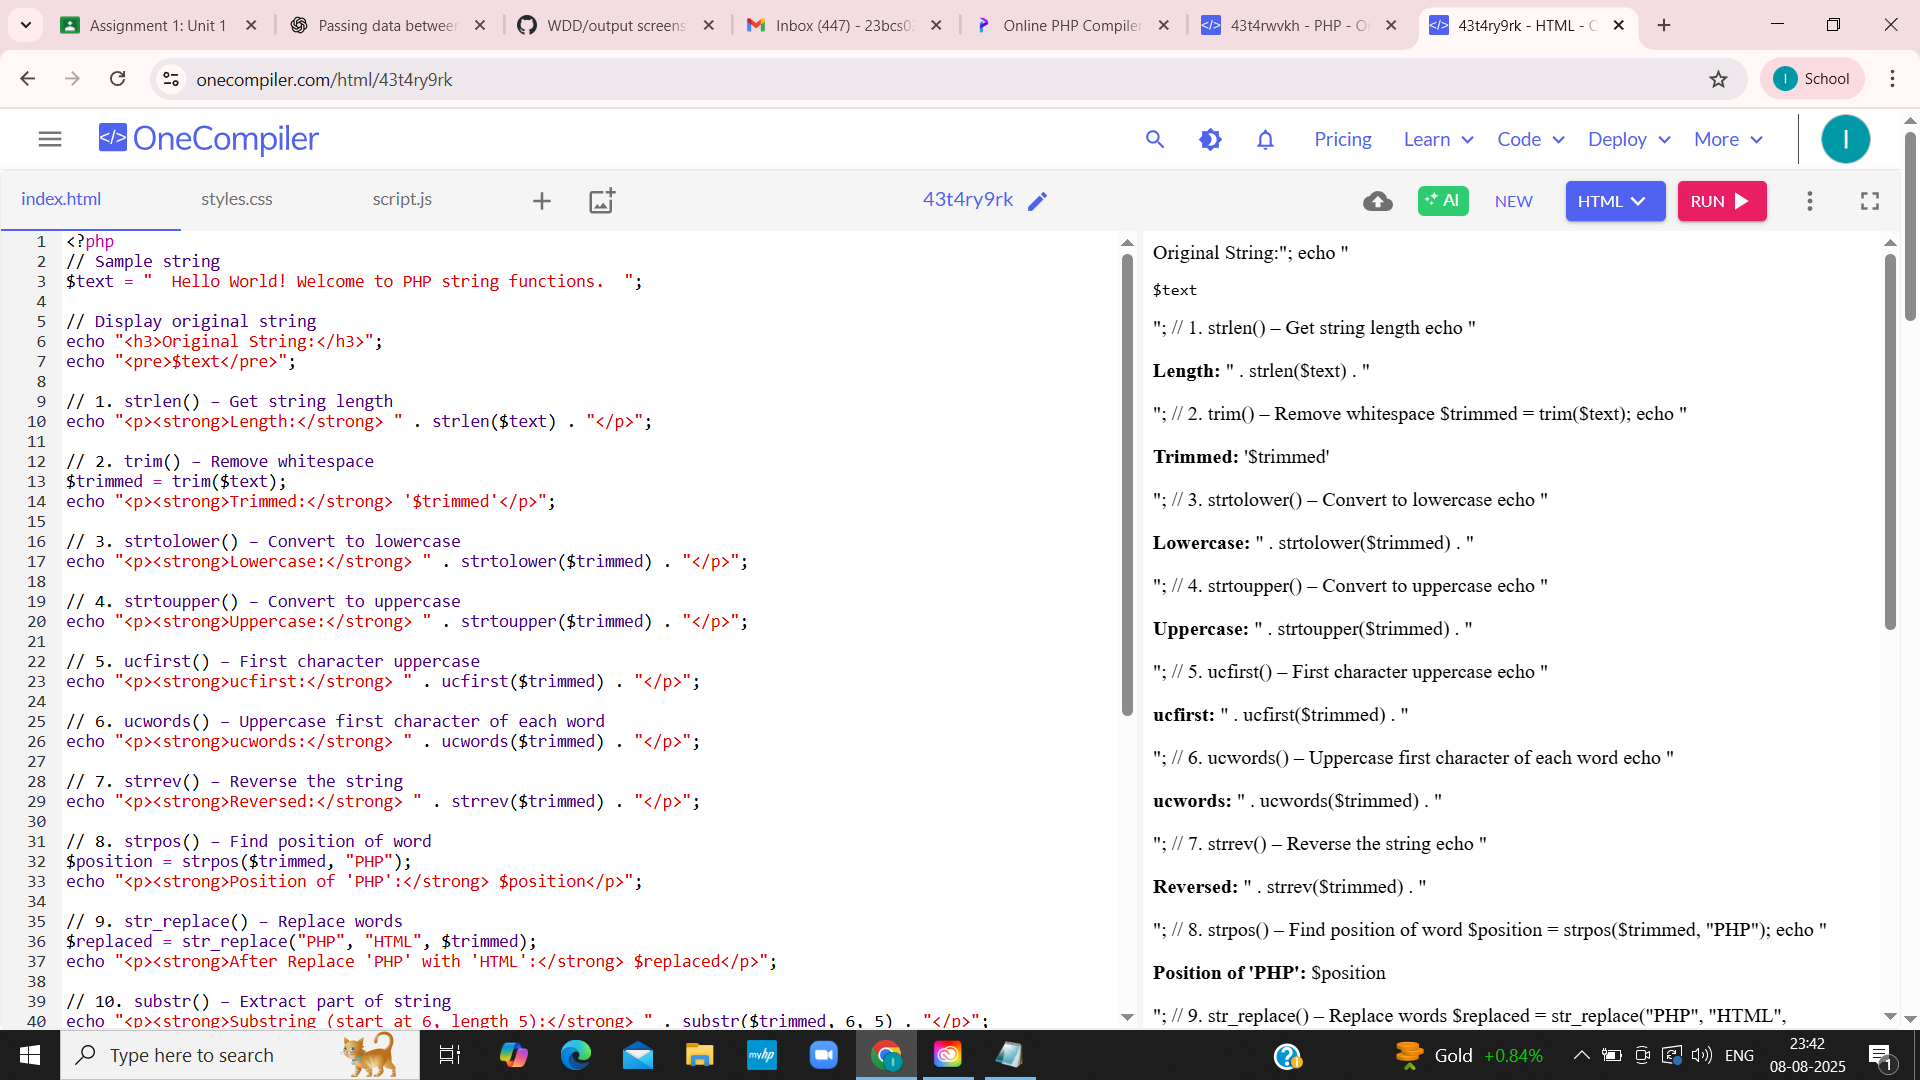 Assignment 1: Unit 1
Passing data between
WDD/output screens
Inbox (447) - 23bcs0
Online PHP Compiler
43t4rwvkh - PHP - O
43t4ry9rk - HTML - O
onecompiler.com/html/43t4ry9rk
I School
</> OneCompiler
Pricing Learn Code Deploy More I
index.html styles.css script.js 43t4ry9rk AI NEW HTML RUN
1 <?php
2 // Sample string
3 $text = "  Hello World! Welcome to PHP string functions.  ";
4
5 // Display original string
6 echo "<h3>Original String:</h3>";
7 echo "<pre>$text</pre>";
8
9 // 1. strlen() – Get string length
10 echo "<p><strong>Length:</strong> " . strlen($text) . "</p>";
11
12 // 2. trim() – Remove whitespace
13 $trimmed = trim($text);
14 echo "<p><strong>Trimmed:</strong> '$trimmed'</p>";
15
16 // 3. strtolower() – Convert to lowercase
17 echo "<p><strong>Lowercase:</strong> " . strtolower($trimmed) . "</p>";
18
19 // 4. strtoupper() – Convert to uppercase
20 echo "<p><strong>Uppercase:</strong> " . strtoupper($trimmed) . "</p>";
21
22 // 5. ucfirst() – First character uppercase
23 echo "<p><strong>ucfirst:</strong> " . ucfirst($trimmed) . "</p>";
24
25 // 6. ucwords() – Uppercase first character of each word
26 echo "<p><strong>ucwords:</strong> " . ucwords($trimmed) . "</p>";
27
28 // 7. strrev() – Reverse the string
29 echo "<p><strong>Reversed:</strong> " . strrev($trimmed) . "</p>";
30
31 // 8. strpos() – Find position of word
32 $position = strpos($trimmed, "PHP");
33 echo "<p><strong>Position of 'PHP':</strong> $position</p>";
34
35 // 9. str_replace() – Replace words
36 $replaced = str_replace("PHP", "HTML", $trimmed);
37 echo "<p><strong>After Replace 'PHP' with 'HTML':</strong> $replaced</p>";
38
39 // 10. substr() – Extract part of string
40 echo "<p><strong>Substring (start at 6, length 5):</strong> " . substr($trimmed, 6, 5) . "</p>";
Original String:"; echo "
$text
"; // 1. strlen() – Get string length echo "
Length: " . strlen($text) . "
"; // 2. trim() – Remove whitespace $trimmed = trim($text); echo "
Trimmed: '$trimmed'
"; // 3. strtolower() – Convert to lowercase echo "
Lowercase: " . strtolower($trimmed) . "
"; // 4. strtoupper() – Convert to uppercase echo "
Uppercase: " . strtoupper($trimmed) . "
"; // 5. ucfirst() – First character uppercase echo "
ucfirst: " . ucfirst($trimmed) . "
"; // 6. ucwords() – Uppercase first character of each word echo "
ucwords: " . ucwords($trimmed) . "
"; // 7. strrev() – Reverse the string echo "
Reversed: " . strrev($trimmed) . "
"; // 8. strpos() – Find position of word $position = strpos($trimmed, "PHP"); echo "
Position of 'PHP': $position
"; // 9. str_replace() – Replace words $replaced = str_replace("PHP", "HTML",
Type here to search
myhp
Gold +0.84%
ENG
23:42
08-08-2025
1